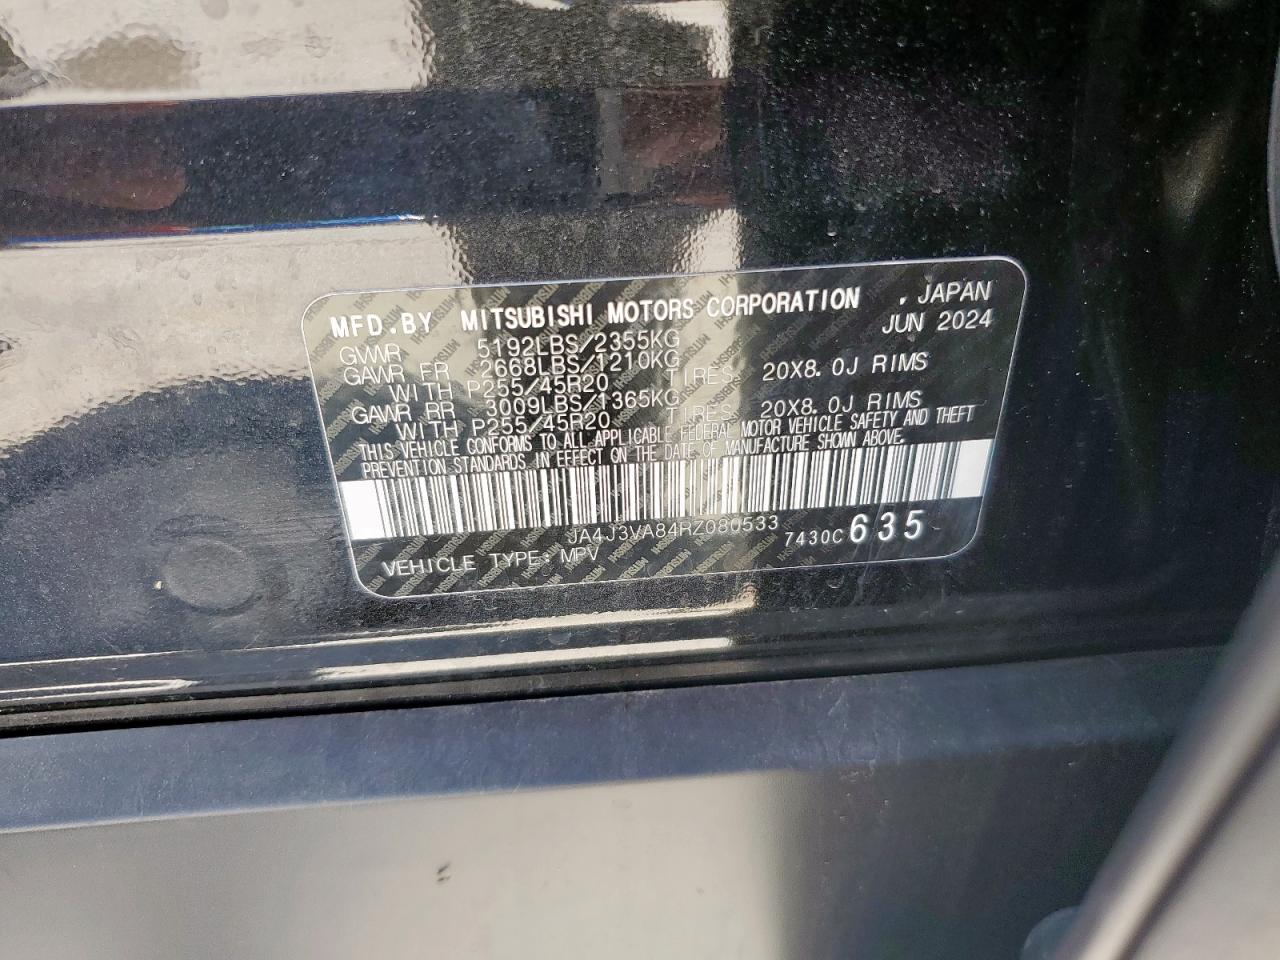 MFD.BY MITSUBISHI MOTORS CORPORATION , JAPAN
JUN 2024
GVWR 5192LBS/2355KG
GAWR FR 2668LBS/1210KG
WITH P255/45R20 TIRES 20X8.0J RIMS
GAWR RR 3009LBS/1365KG
WITH P255/45R20 TIRES 20X8.0J RIMS
THIS VEHICLE CONFORMS TO ALL APPLICABLE FEDERAL MOTOR VEHICLE SAFETY AND THEFT
PREVENTION STANDARDS IN EFFECT ON THE DATE OF MANUFACTURE SHOWN ABOVE.
JA4J3VA84RZ080533
7430C 635
VEHICLE TYPE: MPV